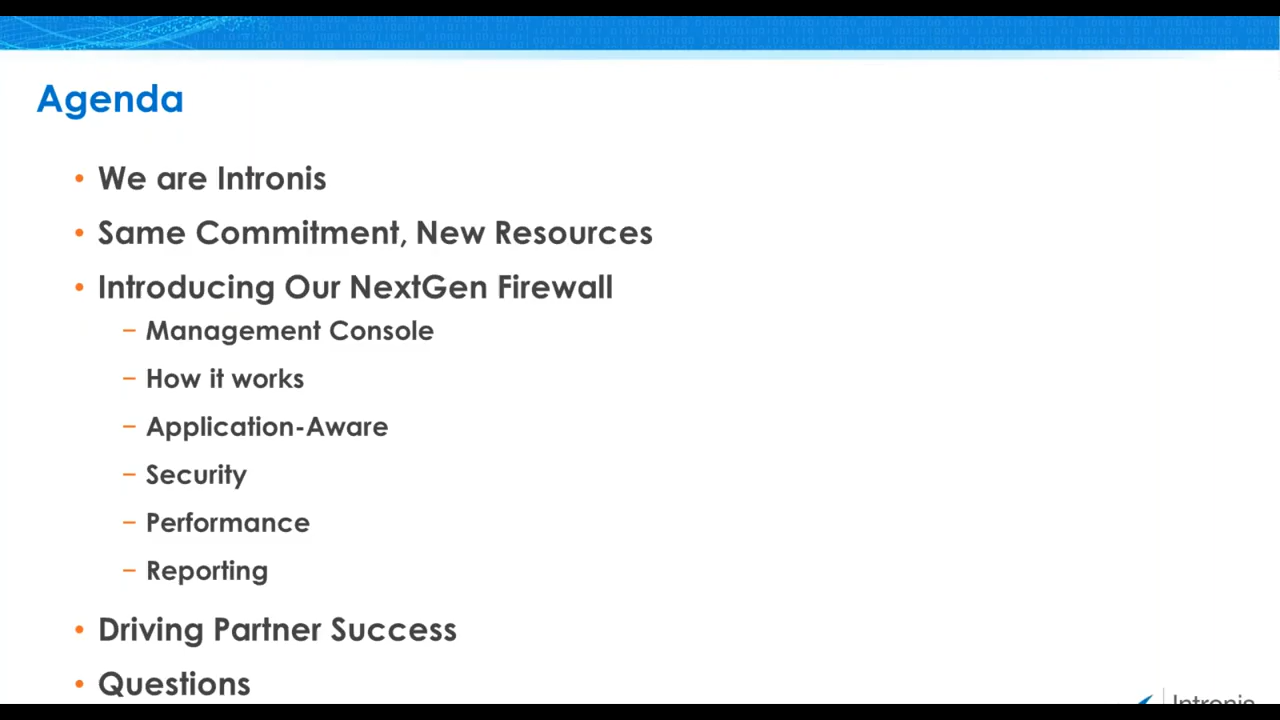 Agenda
• We are Intronis
• Same Commitment, New Resources
• Introducing Our NextGen Firewall
– Management Console
– How it works
– Application-Aware
– Security
– Performance
– Reporting
• Driving Partner Success
• Questions
Intronis